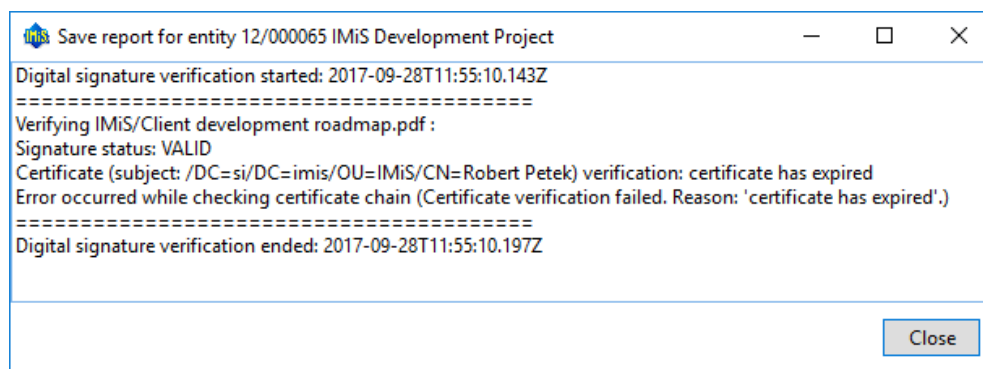 IMiS Save report for entity 12/000065 IMiS Development Project
Digital signature verification started: 2017-09-28T11:55:10.143Z
========================================
Verifying IMiS/Client development roadmap.pdf :
Signature status: VALID
Certificate (subject: /DC=si/DC=imis/OU=IMiS/CN=Robert Petek) verification: certificate has expired
Error occurred while checking certificate chain (Certificate verification failed. Reason: 'certificate has expired'.)
========================================
Digital signature verification ended: 2017-09-28T11:55:10.197Z
Close